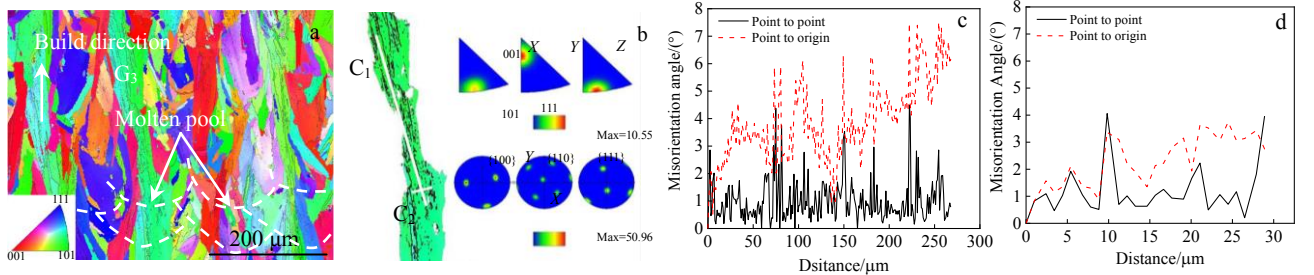 a
Build direction
G3
Molten pool
200 μm
111
001
101
b
C1
C2
X
Y
Z
001
111
101
Max=10.55
{100}
Y
{110}
{111}
X
Max=50.96
c
Point to point
Point to origin
Misorientation angle/(°)
8
7
6
5
4
3
2
1
0
0
50
100
150
200
250
300
Dsitance/μm
d
Point to point
Point to origin
Misorientation Angle/(°)
8
7
6
5
4
3
2
1
0
0
5
10
15
20
25
30
Distance/μm